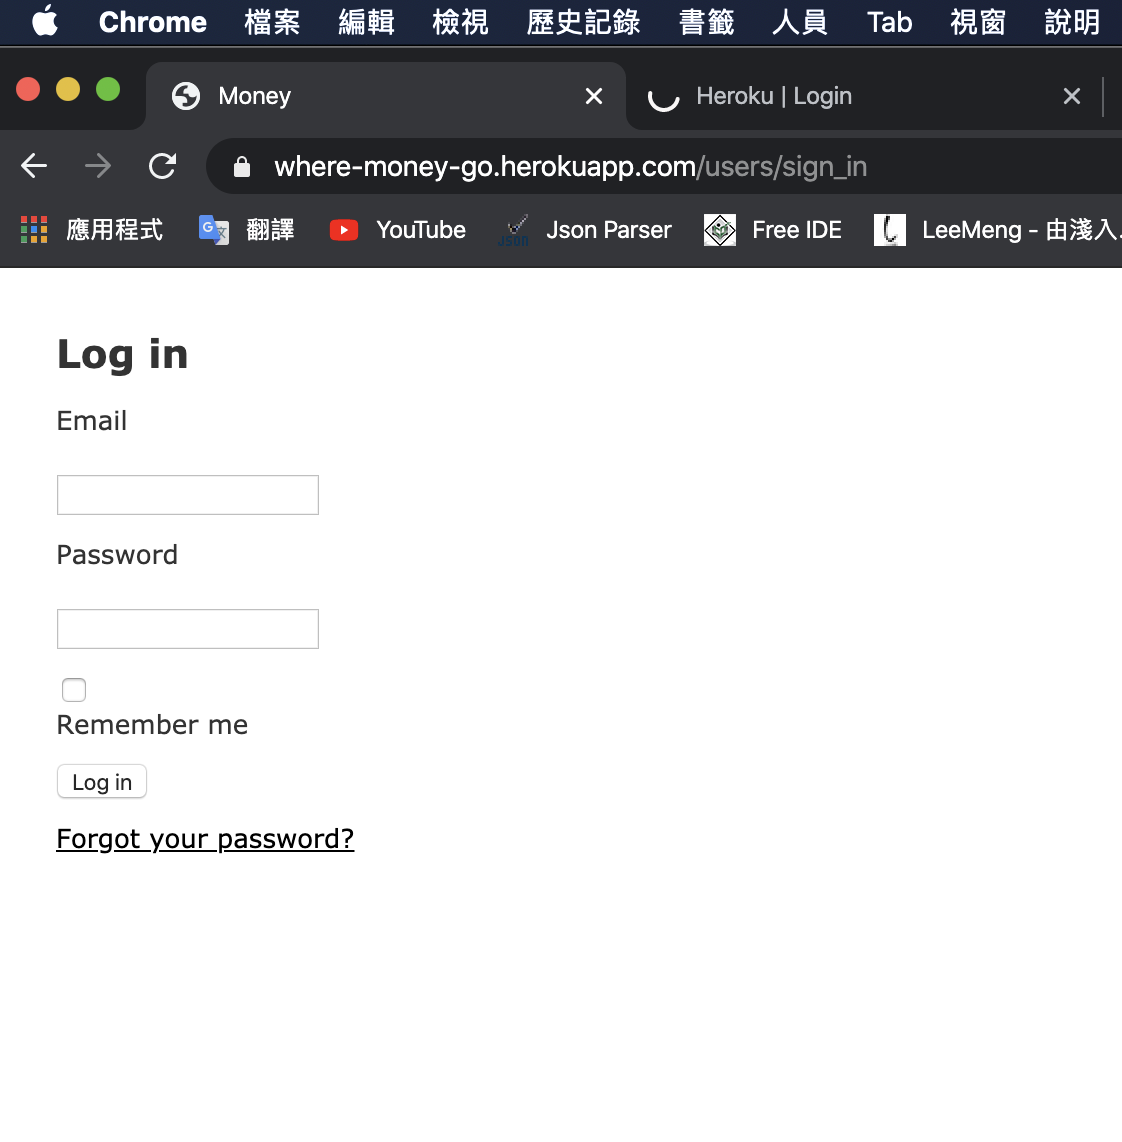 Chrome 檔案 編輯 檢視 歷史記錄 書籤 人員 Tab 視窗 說明
Money Heroku | Login
where-money-go.herokuapp.com/users/sign_in
應用程式 翻譯 YouTube Json Parser Free IDE LeeMeng - 由淺入...
Log in
Email
Password
Remember me
Log in
Forgot your password?